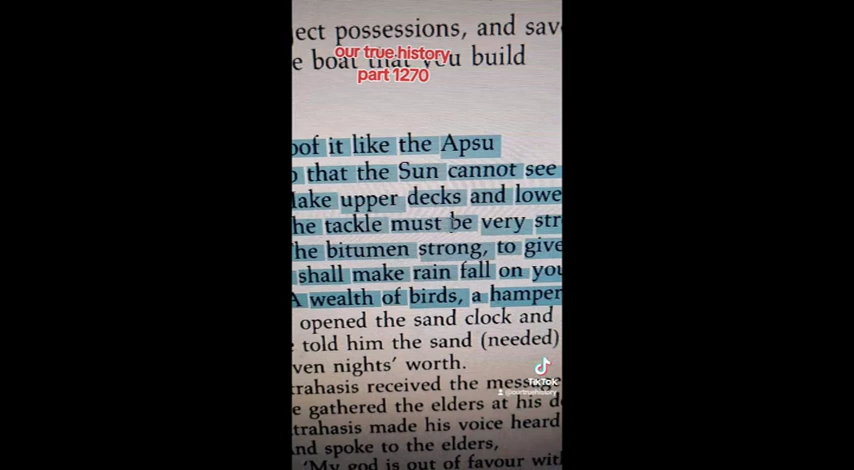 ect possessions, and sav
e boat that you build
our true history
part 1270
oof it like the Apsu
that the Sun cannot see
ake upper decks and lowe
he tackle must be very str
he bitumen strong, to give
shall make rain fall on you
A wealth of birds, a hamper
opened the sand clock and
told him the sand (needed)
ven nights' worth.
trahasis received the message
e gathered the elders at his d
trahasis made his voice heard
nd spoke to the elders,
'My god is out of favour wit
TikTok
@ourtruehistory